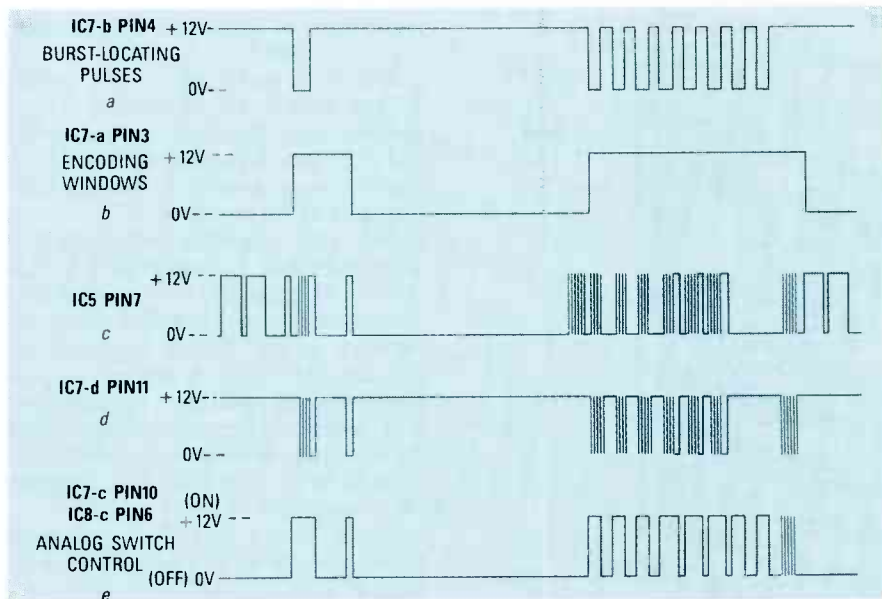 IC7-b PIN4 +12V-
BURST-LOCATING
PULSES 0V-
a
IC7-a PIN3
ENCODING +12V --
WINDOWS
b 0V--
+12V--
IC5 PIN7
c 0V--
IC7-d PIN11
+12V--
d
0V--
IC7-c PIN10 (ON)
IC8-c PIN6 +12V --
ANALOG SWITCH
CONTROL
(OFF) 0V
e